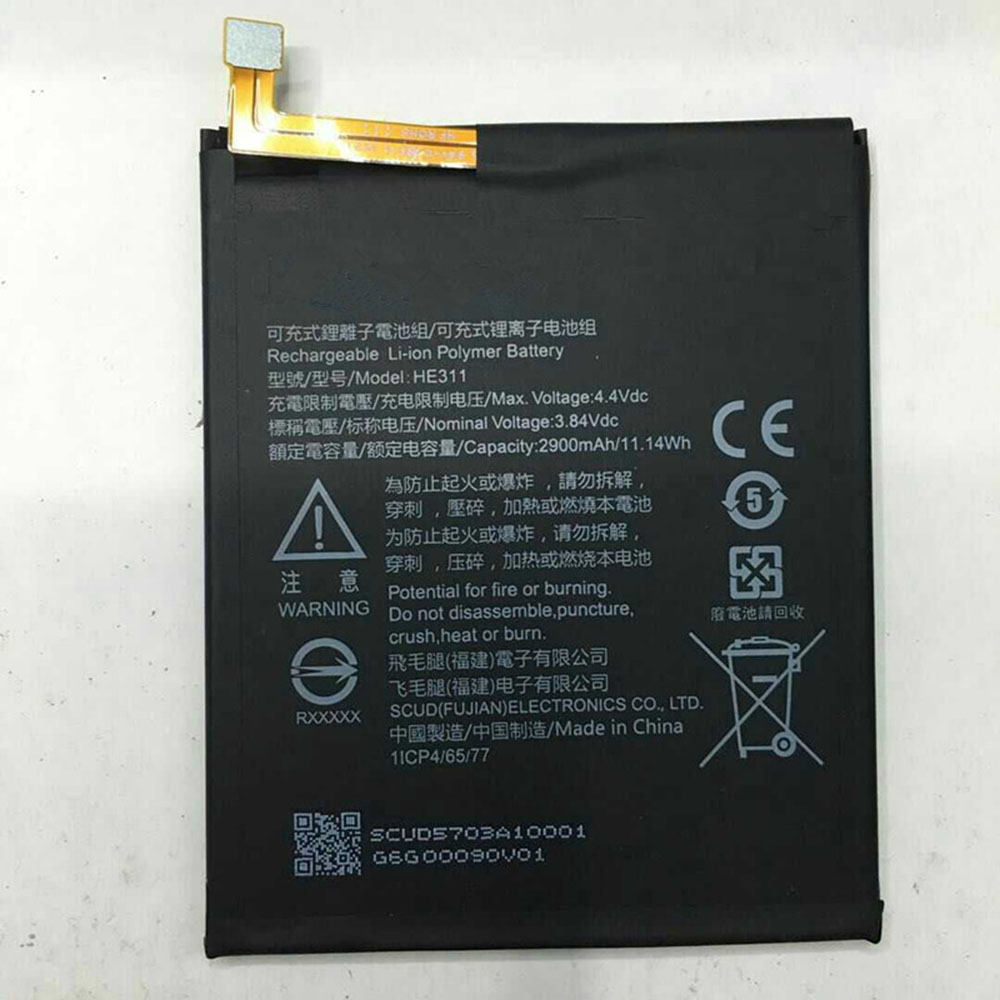 可充式鋰離子電池組/可充式锂离子电池组
Rechargeable Li-ion Polymer Battery
型號/型号/Model: HE311
充電限制電壓/充电限制电压/Max. Voltage:4.4Vdc
標稱電壓/标称电压/Nominal Voltage:3.84Vdc
額定電容量/额定电容量/Capacity:2900mAh/11.14Wh
CE
為防止起火或爆炸，請勿拆解，
穿刺，壓碎，加熱或燃燒本電池
为防止起火或爆炸，请勿拆解，
穿刺，压碎，加热或燃烧本电池
5
注 意
WARNING
Potential for fire or burning.
Do not disassemble,puncture,
crush,heat or burn.
廢電池請回收
飛毛腿(福建)電子有限公司
飞毛腿(福建)电子有限公司
SCUD(FUJIAN)ELECTRONICS CO., LTD.
中國製造/中国制造/Made in China
1ICP4/65/77
RXXXXX
SCUD5703A10001
G6G00090V01